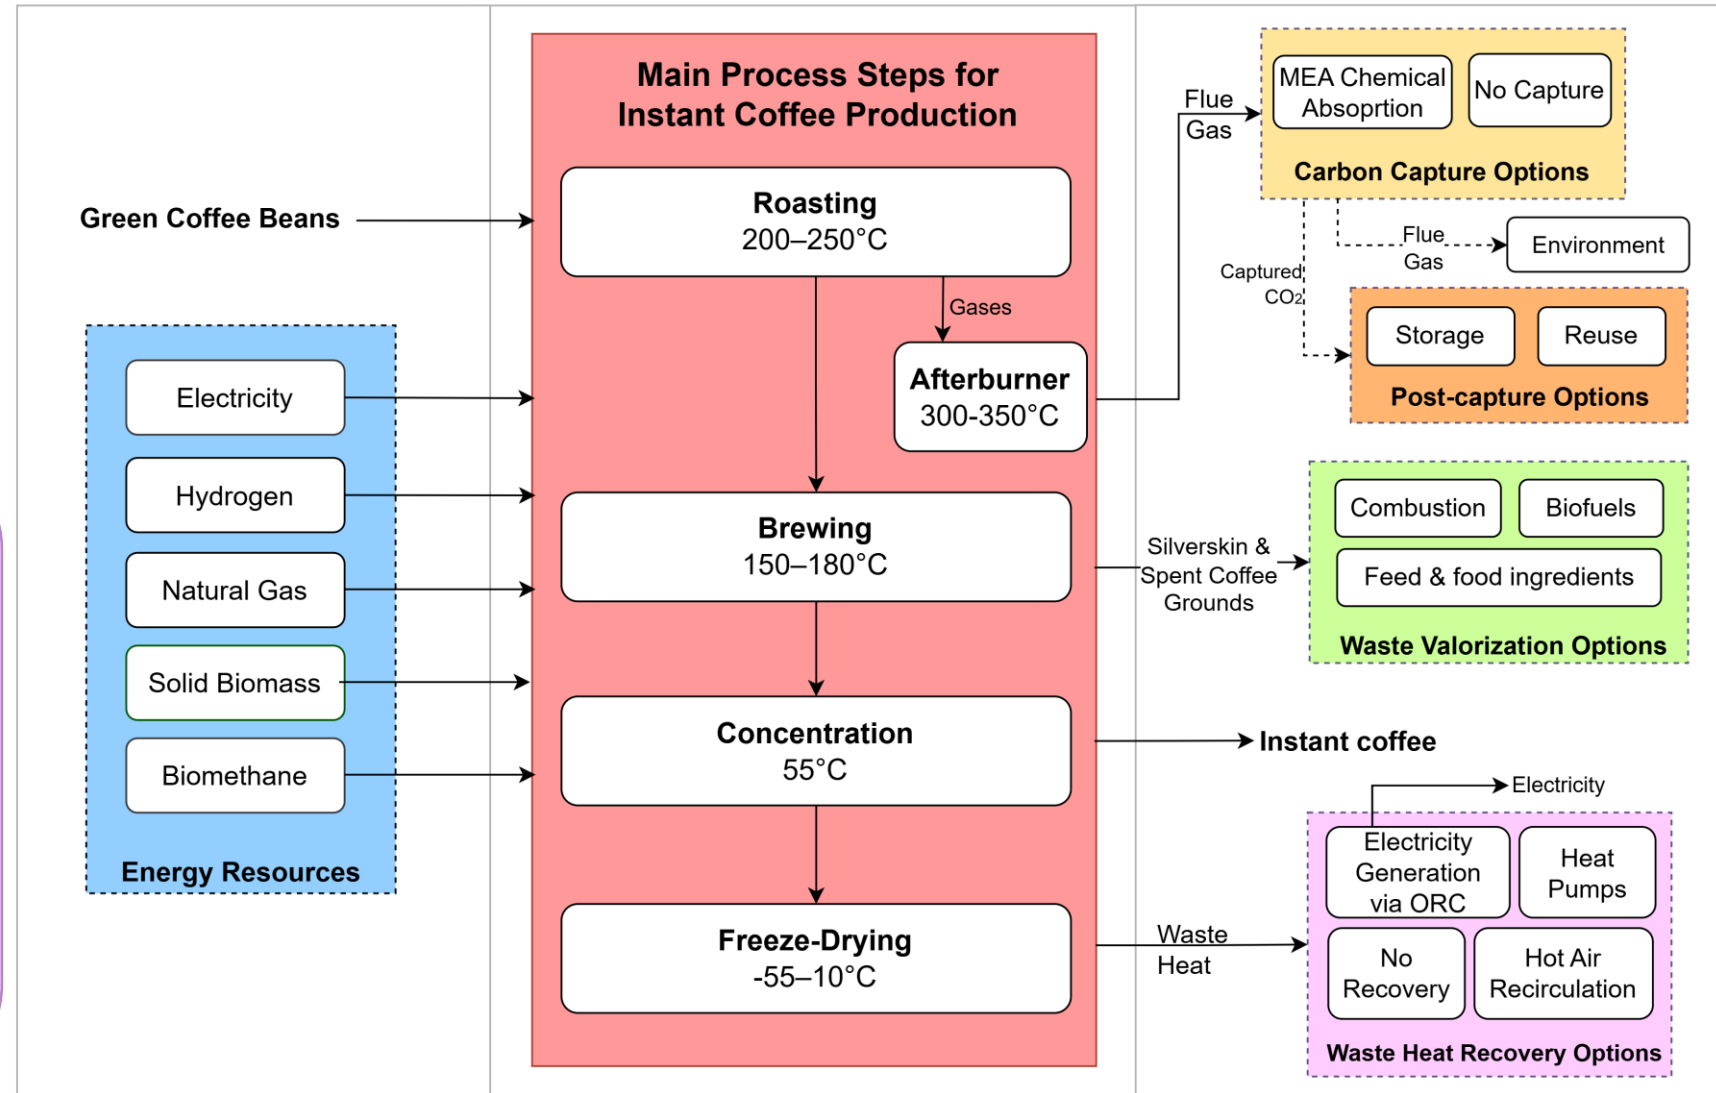 Green Coffee Beans
Electricity
Hydrogen
Natural Gas
Solid Biomass
Biomethane
Energy Resources
Main Process Steps for
Instant Coffee Production
Roasting
200–250°C
Gases
Afterburner
300-350°C
Brewing
150–180°C
Concentration
55°C
Freeze-Drying
-55–10°C
Flue
Gas
MEA Chemical
Absoprtion
No Capture
Carbon Capture Options
Flue
Gas
Environment
Captured
CO2
Storage
Reuse
Post-capture Options
Silverskin &
Spent Coffee
Grounds
Combustion
Biofuels
Feed & food ingredients
Waste Valorization Options
Instant coffee
Electricity
Waste
Heat
Electricity
Generation
via ORC
Heat
Pumps
No
Recovery
Hot Air
Recirculation
Waste Heat Recovery Options